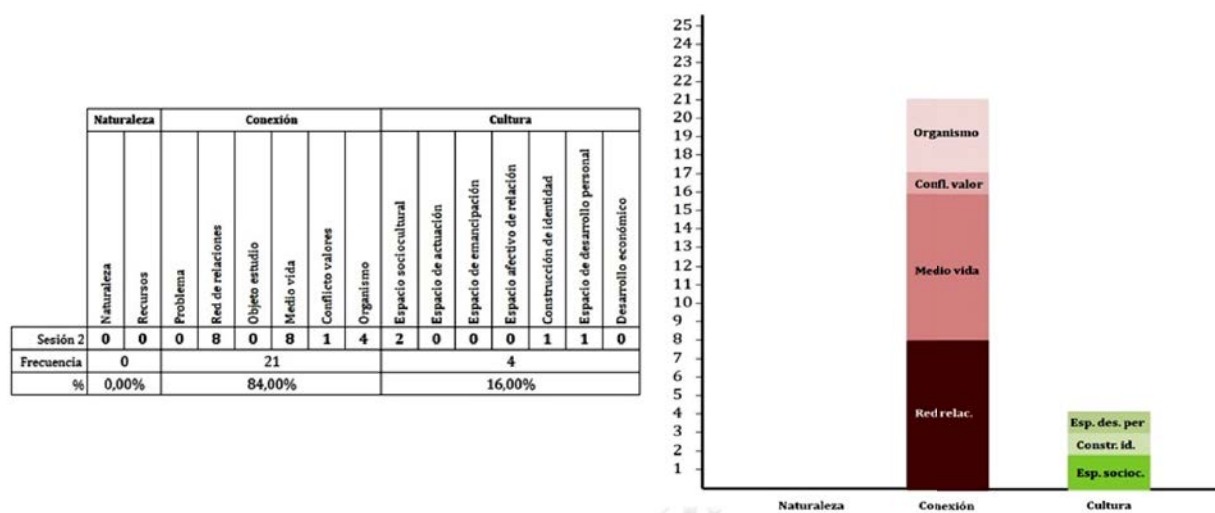 Naturaleza Conexión Cultura
Naturaleza
Recursos
Problema
Red de relaciones
Objeto estudio
Medio vida
Conflicto valores
Organismo
Espacio sociocultural
Espacio de actuación
Espacio de emancipación
Espacio afectivo de relación
Construcción de identidad
Espacio de desarrollo personal
Desarrollo económico
Sesión 2 0 0 0 8 0 8 1 4 2 0 0 0 1 1 0
Frecuencia 0 21 4
% 0,00% 84,00% 16,00%
25
24
23
22
21
20
19
18
17
16
15
14
13
12
11
10
9
8
7
6
5
4
3
2
1
Organismo
Confl. valor
Medio vida
Red relac.
Esp. des. per
Constr. id.
Esp. socioc.
Naturaleza Conexión Cultura